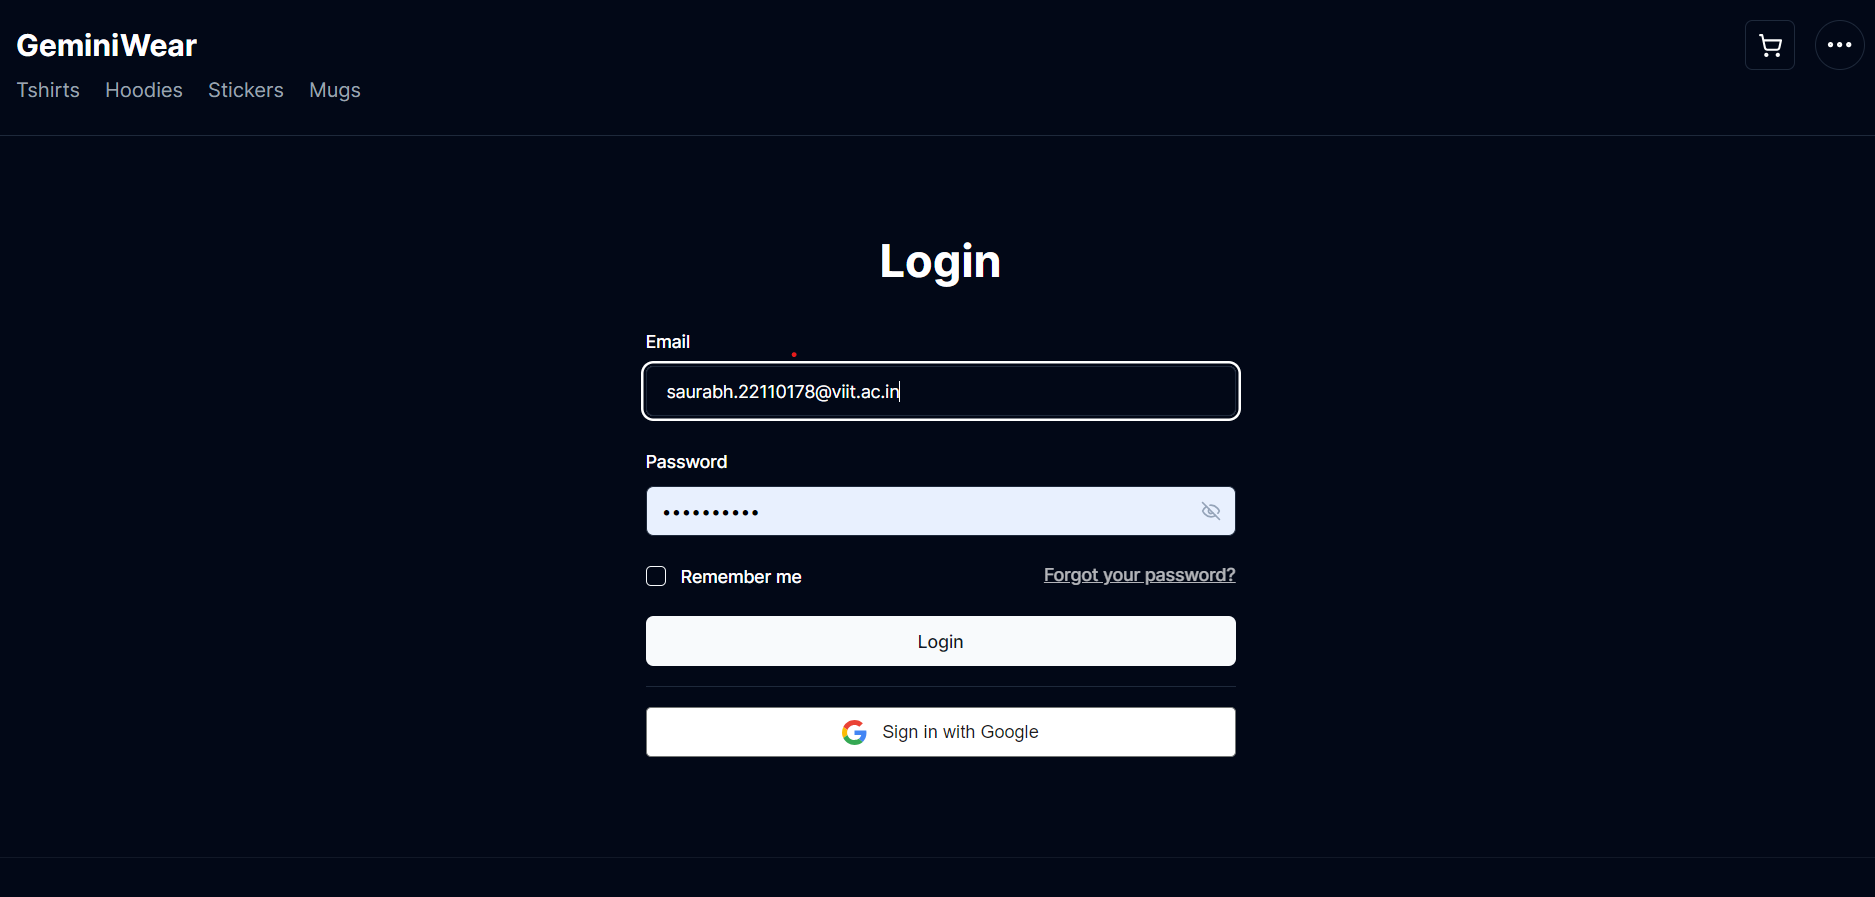 GeminiWear
Tshirts Hoodies Stickers Mugs
Login
Email
saurabh.22110178@viit.ac.in
Password
••••••••••
Remember me Forgot your password?
Login
Sign in with Google